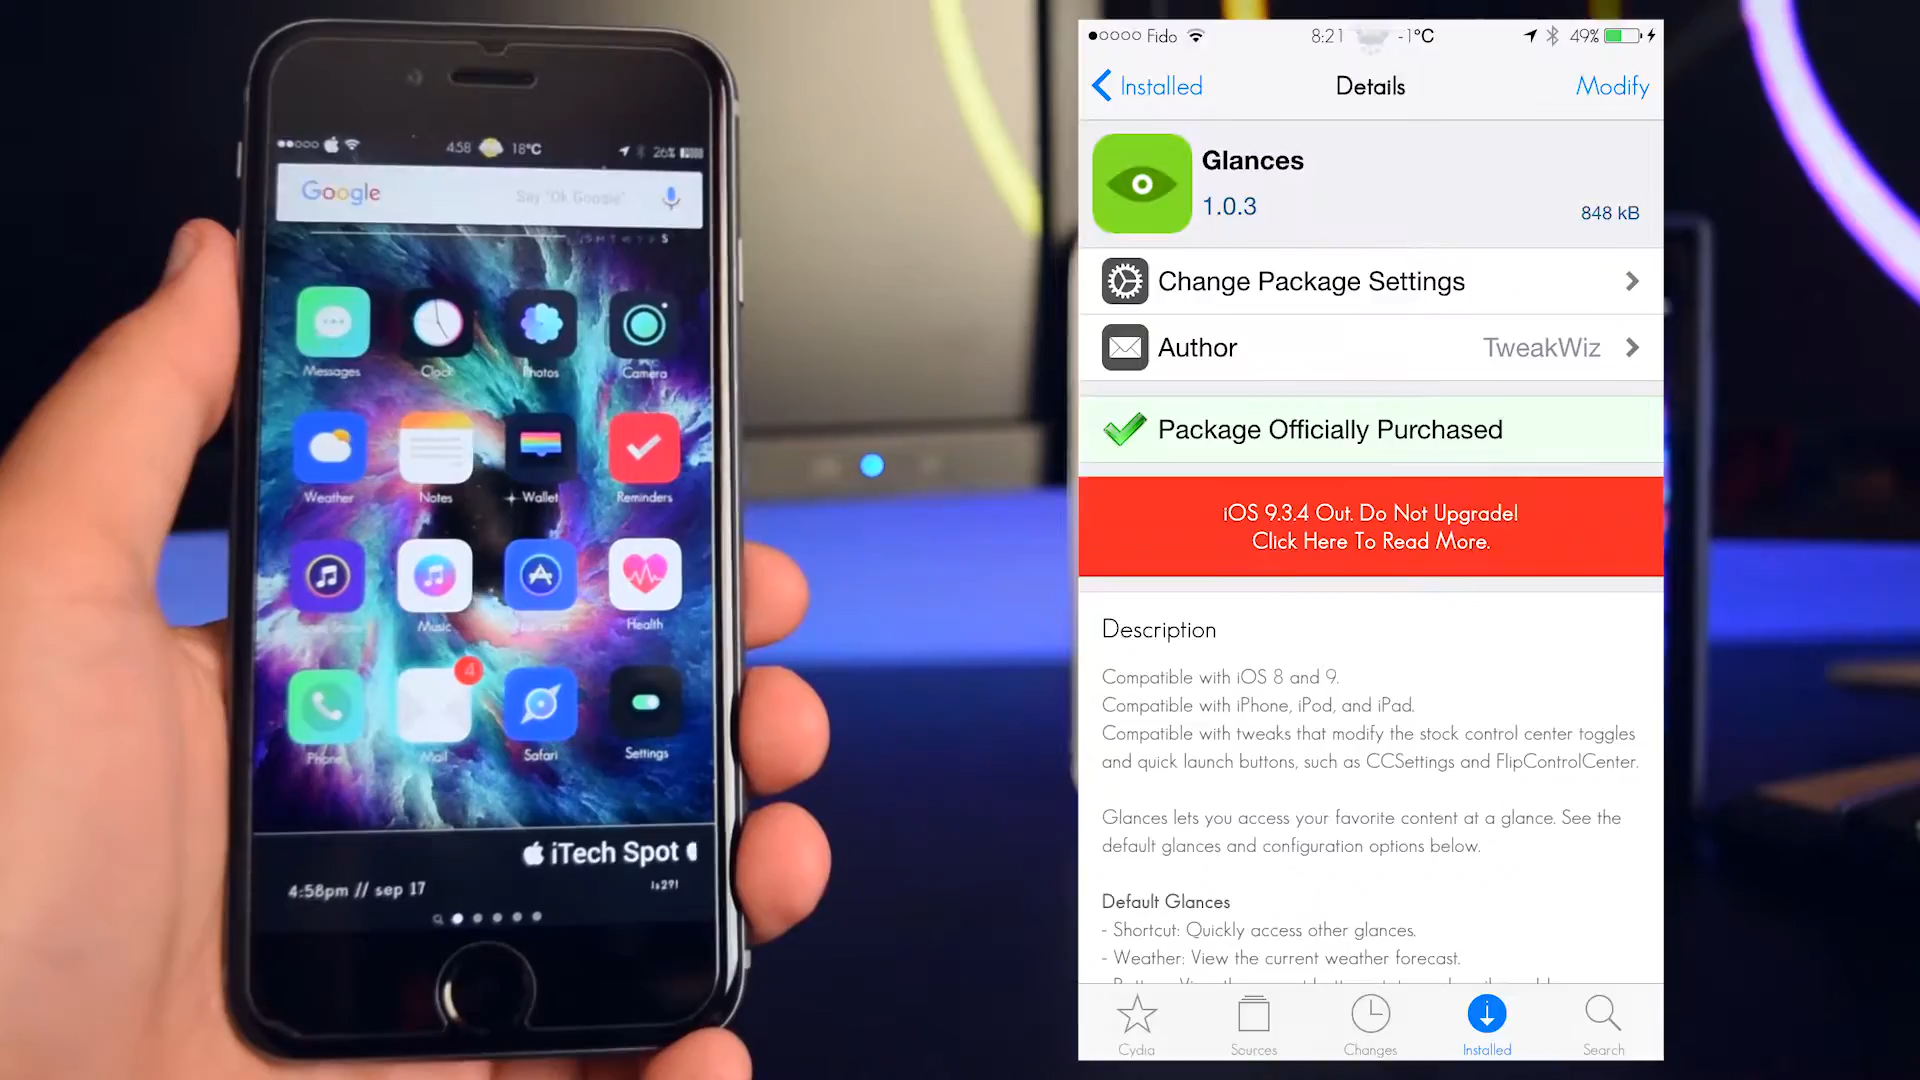 4:58 18°C 26%
Google Say "Ok Google"
Messages Clock Photos Camera
Weather Notes Wallet Reminders
Music Health
4
Phone Mail Safari Settings
iTech Spot
4:58pm // sep 17
Fido 8:21 -1°C 49%
Installed Details Modify
Glances
1.0.3
848 kB
Change Package Settings
Author TweakWiz
Package Officially Purchased
iOS 9.3.4 Out. Do Not Upgrade!
Click Here To Read More.
Description
Compatible with iOS 8 and 9.
Compatible with iPhone, iPod, and iPad.
Compatible with tweaks that modify the stock control center toggles
and quick launch buttons, such as CCSettings and FlipControlCenter.
Glances lets you access your favorite content at a glance. See the
default glances and configuration options below.
Default Glances
- Shortcut: Quickly access other glances.
- Weather: View the current weather forecast.
Cydia Sources Changes Installed Search